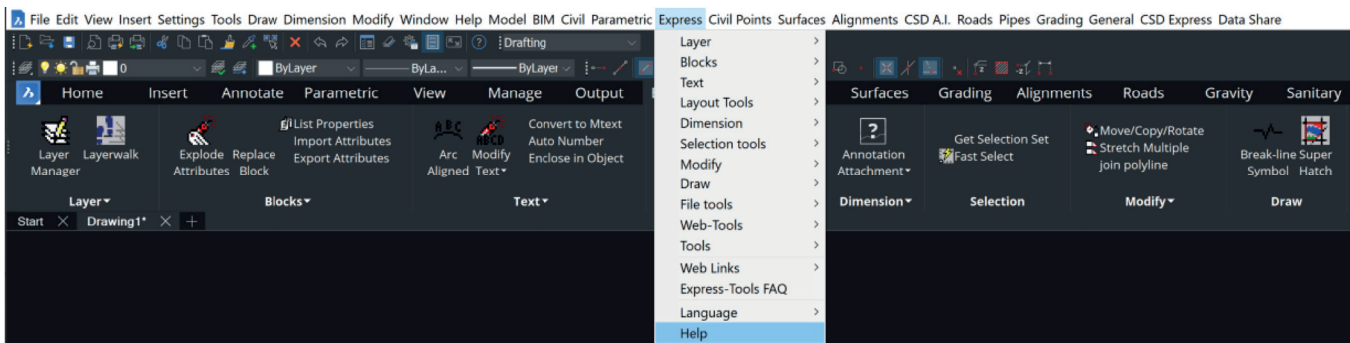 File Edit View Insert Settings Tools Draw Dimension Modify Window Help Model BIM Civil Parametric Express Civil Points Surfaces Alignments CSD A.I. Roads Pipes Grading General CSD Express Data Share
Drafting
0 ByLayer ByLa... ByLayer
Home Insert Annotate Parametric View Manage Output Surfaces Grading Alignments Roads Gravity Sanitary
Layer Manager
Layerwalk
Layer
Explode Attributes
Replace Block
List Properties
Import Attributes
Export Attributes
Blocks
Arc Aligned
Modify Text
Convert to Mtext
Auto Number
Enclose in Object
Text
Layer
Blocks
Text
Layout Tools
Dimension
Selection tools
Modify
Draw
File tools
Web-Tools
Tools
Web Links
Express-Tools FAQ
Language
Help
Annotation Attachment
Dimension
Get Selection Set
Fast Select
Selection
Move/Copy/Rotate
Stretch Multiple
join polyline
Modify
Break-line Symbol
Super Hatch
Draw
Start Drawing1*